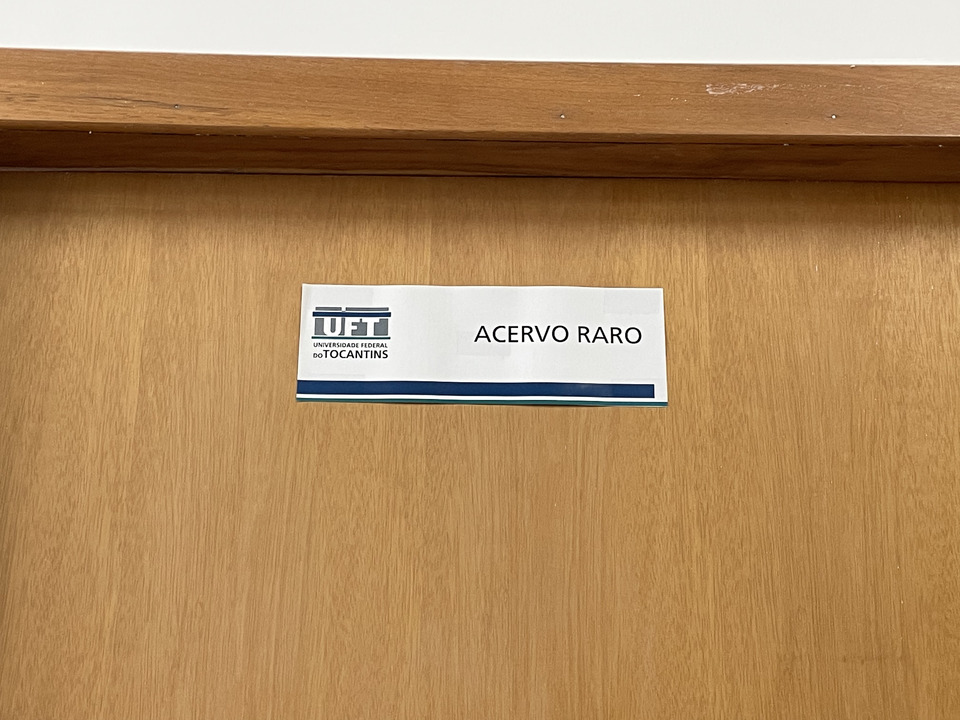 UFT
UNIVERSIDADE FEDERAL
DO TOCANTINS
ACERVO RARO